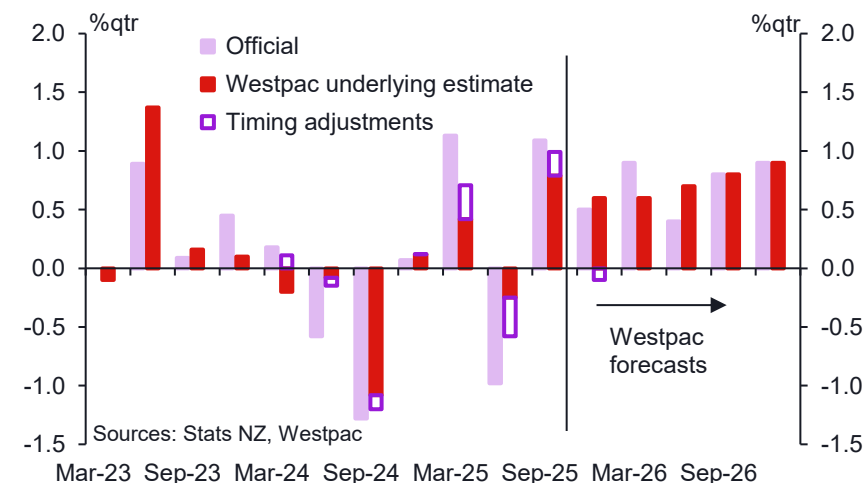 %qtr
%qtr
Official
Westpac underlying estimate
Timing adjustments
2.0
2.0
1.5
1.5
1.0
1.0
0.5
0.5
0.0
0.0
-0.5
-0.5
-1.0
-1.0
-1.5
-1.5
Westpac
forecasts
Sources: Stats NZ, Westpac
Mar-23 Sep-23 Mar-24 Sep-24 Mar-25 Sep-25 Mar-26 Sep-26